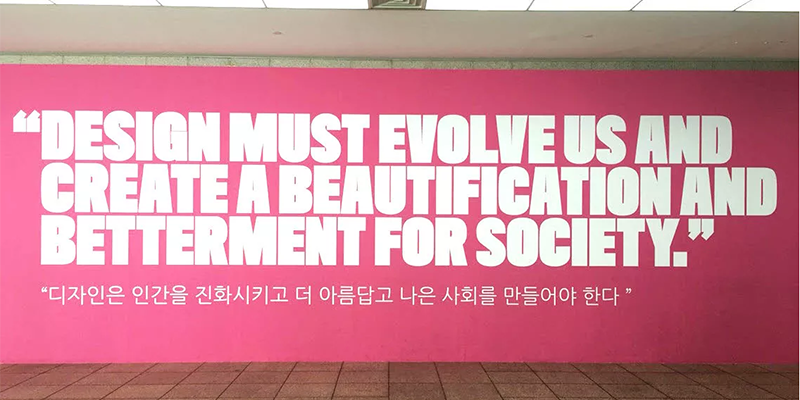 “DESIGN MUST EVOLVE US AND
CREATE A BEAUTIFICATION AND
BETTERMENT FOR SOCIETY.”
“디자인은 인간을 진화시키고 더 아름답고 나은 사회를 만들어야 한다 ”